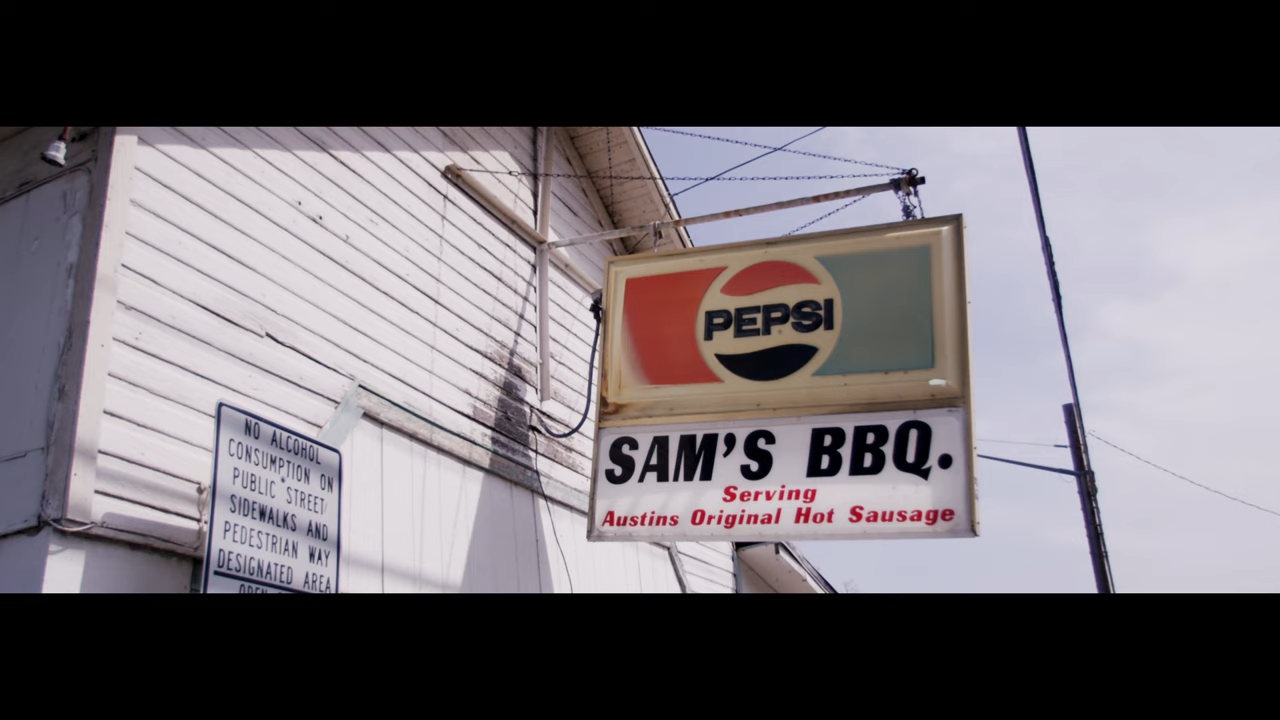 NO ALCOHOL
CONSUMPTION ON
PUBLIC STREET
SIDEWALKS AND
PEDESTRIAN WAY
DESIGNATED AREA
PEPSI
SAM'S BBQ.
Serving
Austins Original Hot Sausage